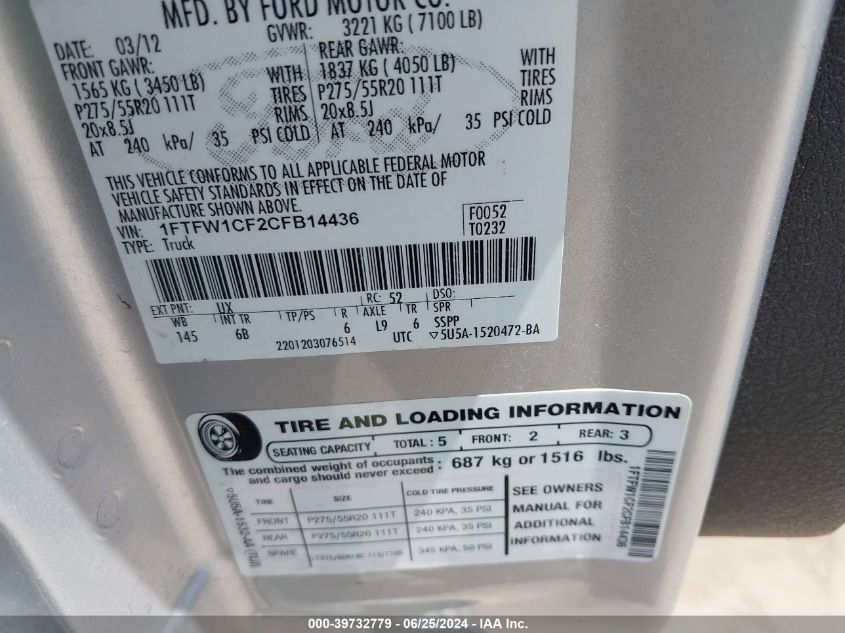 MFD. BY FORD MOTOR CO.
DATE: 03/12 GVWR: 3221 KG ( 7100 LB)
FRONT GAWR: REAR GAWR:
1565 KG ( 3450 LB) WITH 1837 KG ( 4050 LB) WITH
P275/55R20 111T TIRES P275/55R20 111T TIRES
20x8.5J RIMS 20x8.5J RIMS
AT 240 kPa/ 35 PSI COLD AT 240 kPa/ 35 PSI COLD
THIS VEHICLE CONFORMS TO ALL APPLICABLE FEDERAL MOTOR
VEHICLE SAFETY STANDARDS IN EFFECT ON THE DATE OF
MANUFACTURE SHOWN ABOVE.
VIN: 1FTFW1CF2CFB14436 F0052
TYPE: Truck T0232
EXT PNT: UX RC: 52 DSO:
WB INT TR TP/PS R AXLE TR SPR
145 6B 6 L9 6 SSPP
2201203076514 UTC ▽5U5A-1520472-BA
TIRE AND LOADING INFORMATION
SEATING CAPACITY TOTAL : 5 FRONT: 2 REAR: 3
The combined weight of occupants and cargo should never exceed : 687 kg or 1516 lbs.
TIRE SIZE COLD TIRE PRESSURE
FRONT P275/55R20 111T 240 KPA, 35 PSI
REAR P275/55R20 111T 240 KPA, 35 PSI
SPARE 345 KPA, 50 PSI
SEE OWNERS
MANUAL FOR
ADDITIONAL
INFORMATION
▽5U5A-1532-AA
1FTFW1CF2CFB14436
000-39732779 - 06/25/2024 - IAA Inc.